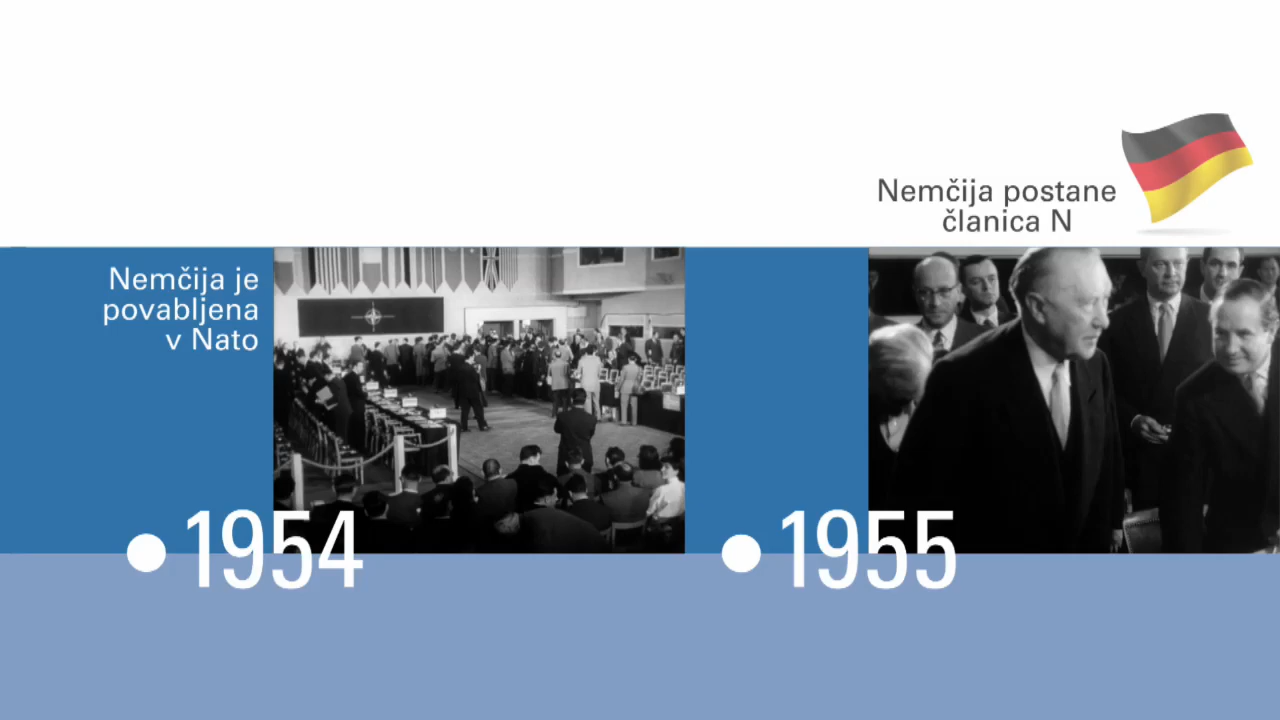 Nemčija je
povabljena
v Nato
1954
Nemčija postane
članica N
1955